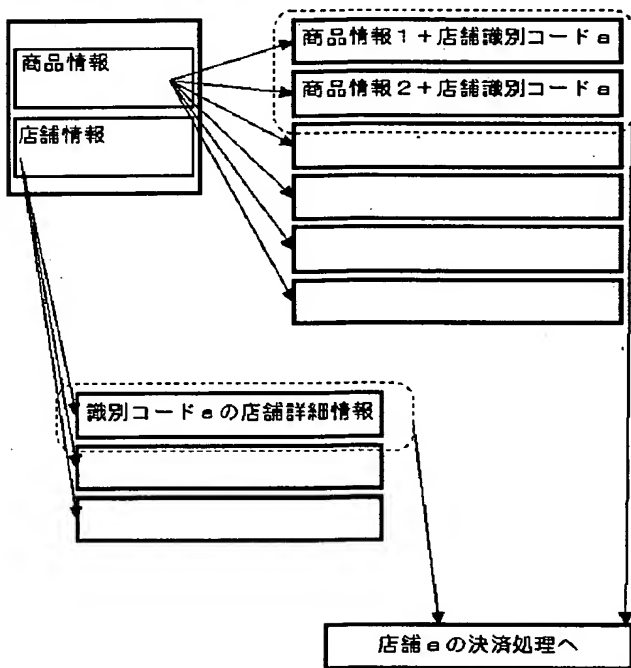 商品情報
店舗情報
商品情報1+店舗識別コードa
商品情報2+店舗識別コードa
識別コードaの店舗詳細情報
店舗aの決済処理へ